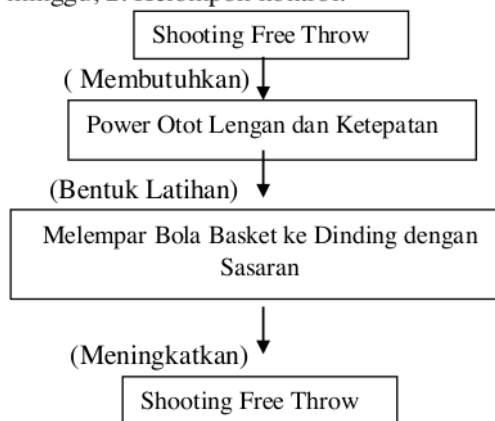 Shooting Free Throw
( Membutuhkan)
Power Otot Lengan dan Ketepatan
(Bentuk Latihan)
Melempar Bola Basket ke Dinding dengan
Sasaran
(Meningkatkan)
Shooting Free Throw